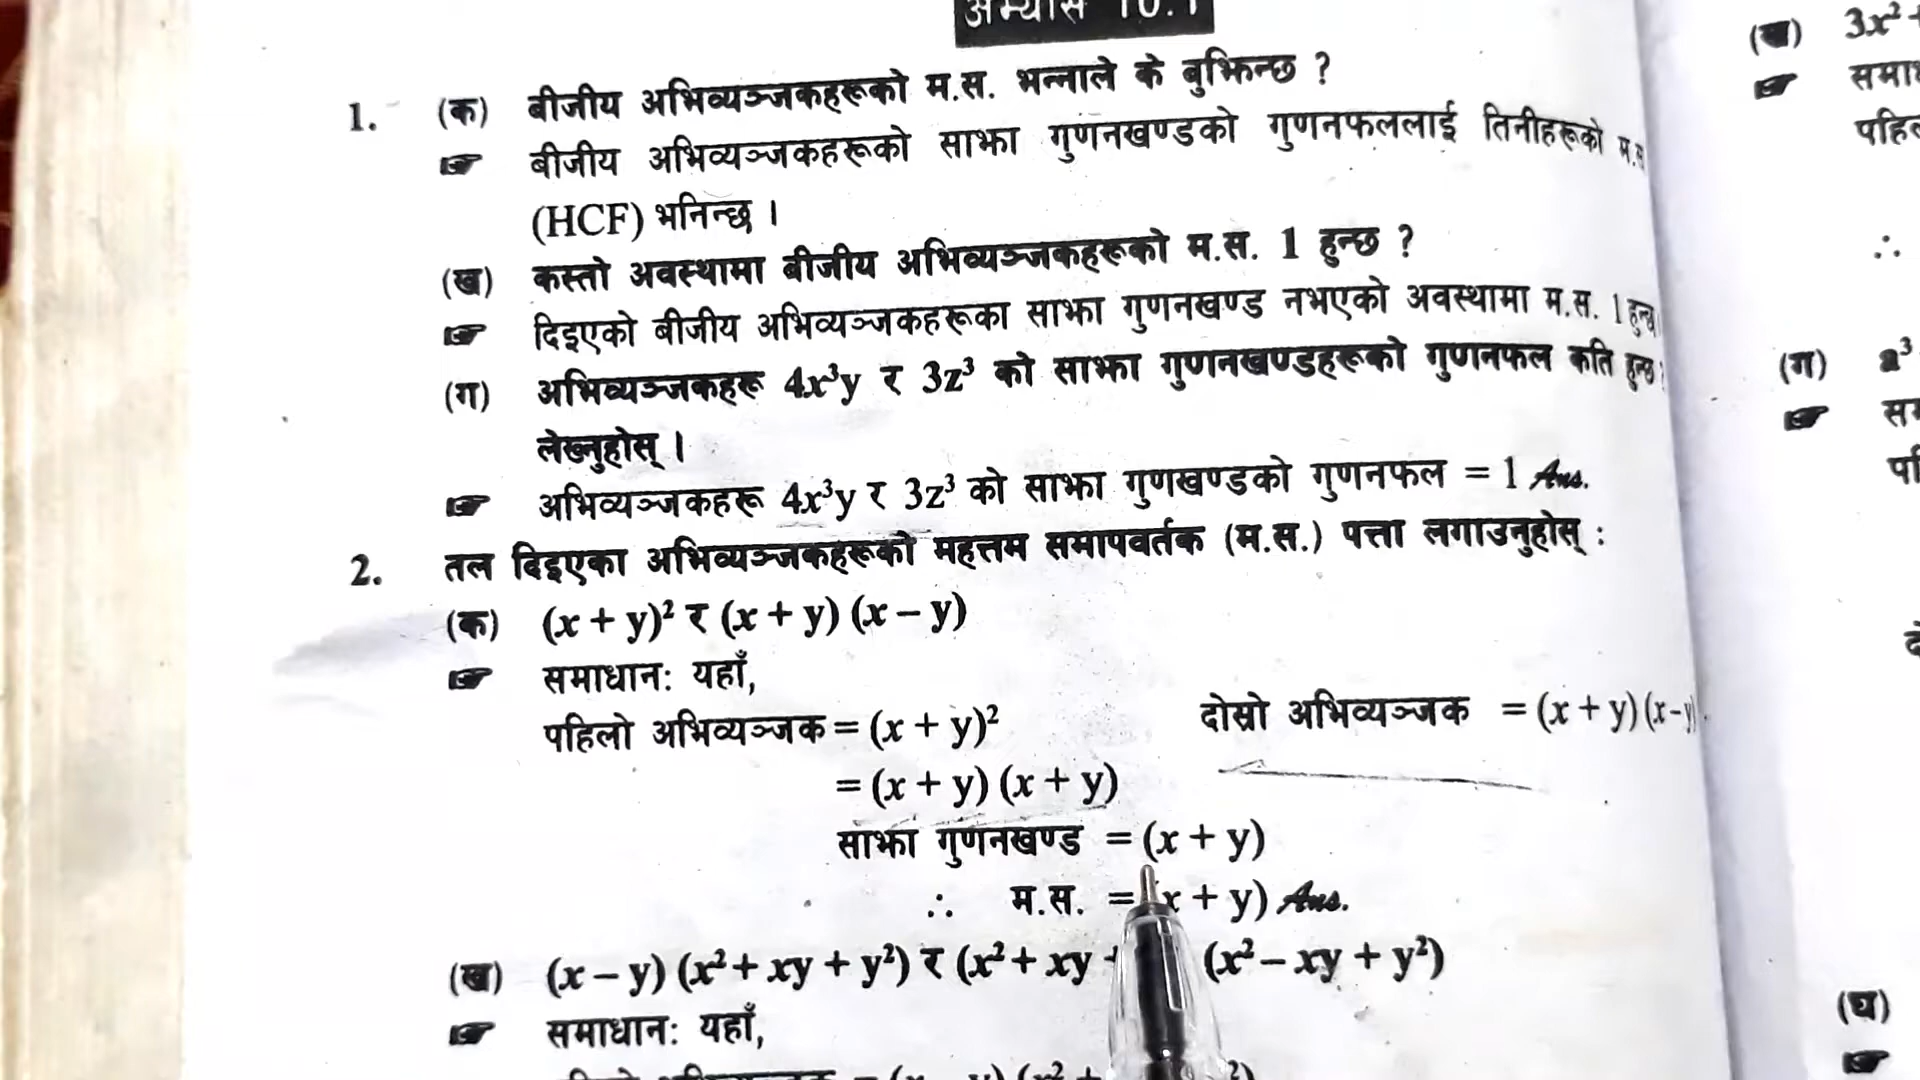 अभ्यास 10.1
1. (क) बीजीय अभिव्यञ्जकहरूको म.स. भन्नाले के बुझिन्छ ?
☞ बीजीय अभिव्यञ्जकहरूको साझा गुणनखण्डको गुणनफललाई तिनीहरूको म.स
(HCF) भनिन्छ ।
(ख) कस्तो अवस्थामा बीजीय अभिव्यञ्जकहरूको म.स. 1 हुन्छ ?
☞ दिइएको बीजीय अभिव्यञ्जकहरूका साझा गुणनखण्ड नभएको अवस्थामा म.स. 1 हुन्छ
(ग) अभिव्यञ्जकहरू 4x³y र 3z³ को साझा गुणनखण्डहरूको गुणनफल कति हुन्छ ?
लेख्नुहोस् ।
☞ अभिव्यञ्जकहरू 4x³y र 3z³ को साझा गुणखण्डको गुणनफल = 1 Ans.
2. तल दिइएका अभिव्यञ्जकहरूको महत्तम समापवर्तक (म.स.) पत्ता लगाउनुहोस् :
(क) (x + y)² र (x + y) (x – y)
☞ समाधान: यहाँ,
पहिलो अभिव्यञ्जक = (x + y)² दोस्रो अभिव्यञ्जक = (x + y) (x-y)
= (x + y) (x + y)
साझा गुणनखण्ड = (x + y)
∴ म.स. = (x + y) Ans.
(ख) (x – y) (x² + xy + y²) र (x² + xy + (x² – xy + y²)
☞ समाधान: यहाँ,
(ख) 3x² +
∴
(ग) a³
(घ)